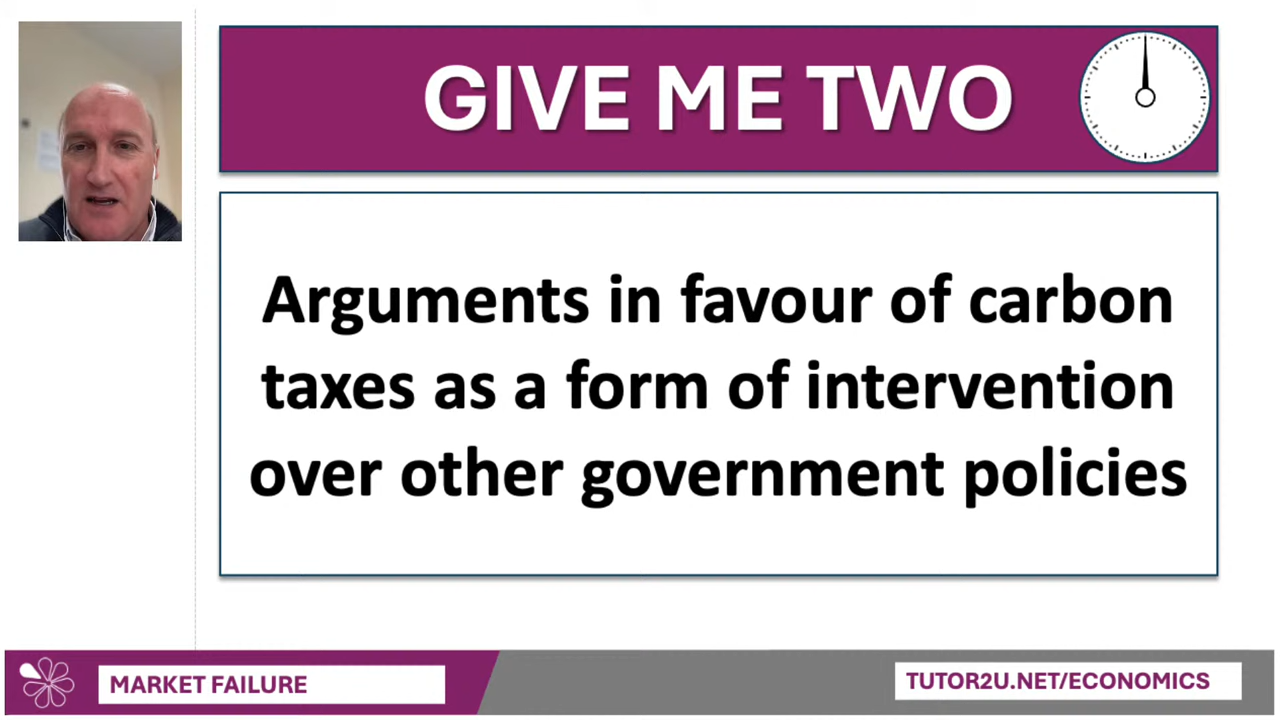 GIVE ME TWO
Arguments in favour of carbon
taxes as a form of intervention
over other government policies
MARKET FAILURE
TUTOR2U.NET/ECONOMICS